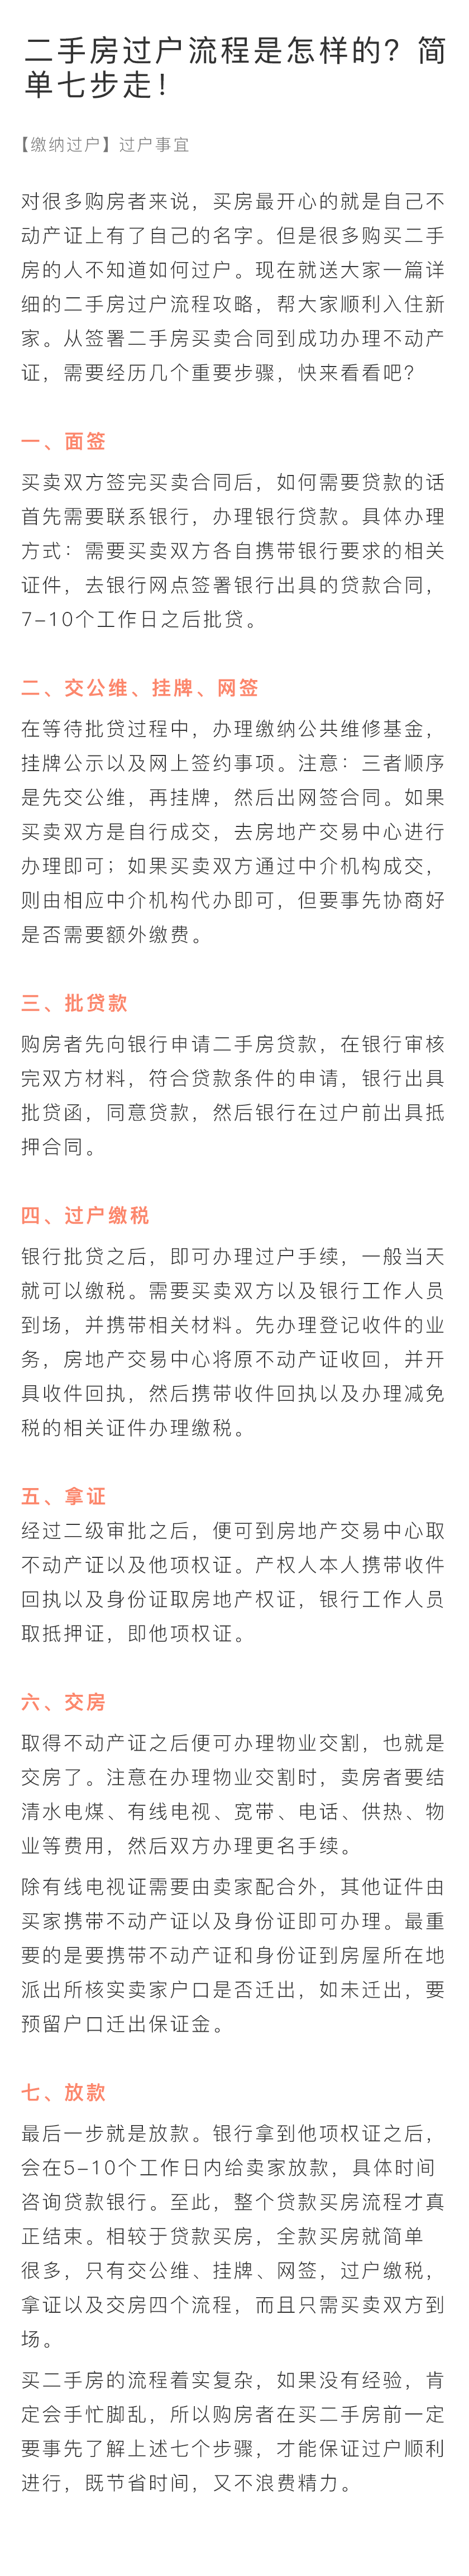 二手房过户流程是怎样的？简
单七步走！
【缴纳过户】过户事宜
对很多购房者来说，买房最开心的就是自己不
动产证上有了自己的名字。但是很多购买二手
房的人不知道如何过户。现在就送大家一篇详
细的二手房过户流程攻略，帮大家顺利入住新
家。从签署二手房买卖合同到成功办理不动产
证，需要经历几个重要步骤，快来看看吧？
一、面签
买卖双方签完买卖合同后，如何需要贷款的话
首先需要联系银行，办理银行贷款。具体办理
方式：需要买卖双方各自携带银行要求的相关
证件，去银行网点签署银行出具的贷款合同，
7-10个工作日之后批贷。
二、交公维、挂牌、网签
在等待批贷过程中，办理缴纳公共维修基金，
挂牌公示以及网上签约事项。注意：三者顺序
是先交公维，再挂牌，然后出网签合同。如果
买卖双方是自行成交，去房地产交易中心进行
办理即可；如果买卖双方通过中介机构成交，
则由相应中介机构代办即可，但要事先协商好
是否需要额外缴费。
三、批贷款
购房者先向银行申请二手房贷款，在银行审核
完双方材料，符合贷款条件的申请，银行出具
批贷函，同意贷款，然后银行在过户前出具抵
押合同。
四、过户缴税
银行批贷之后，即可办理过户手续，一般当天
就可以缴税。需要买卖双方以及银行工作人员
到场，并携带相关材料。先办理登记收件的业
务，房地产交易中心将原不动产证收回，并开
具收件回执，然后携带收件回执以及办理减免
税的相关证件办理缴税。
五、拿证
经过二级审批之后，便可到房地产交易中心取
不动产证以及他项权证。产权人本人携带收件
回执以及身份证取房地产权证，银行工作人员
取抵押证，即他项权证。
六、交房
取得不动产证之后便可办理物业交割，也就是
交房了。注意在办理物业交割时，卖房者要结
清水电煤、有线电视、宽带、电话、供热、物
业等费用，然后双方办理更名手续。
除有线电视证需要由卖家配合外，其他证件由
买家携带不动产证以及身份证即可办理。最重
要的是要携带不动产证和身份证到房屋所在地
派出所核实卖家户口是否迁出，如未迁出，要
预留户口迁出保证金。
七、放款
最后一步就是放款。银行拿到他项权证之后，
会在5-10个工作日内给卖家放款，具体时间
咨询贷款银行。至此，整个贷款买房流程才真
正结束。相较于贷款买房，全款买房就简单
很多，只有交公维、挂牌、网签，过户缴税，
拿证以及交房四个流程，而且只需买卖双方到
场。
买二手房的流程着实复杂，如果没有经验，肯
定会手忙脚乱，所以购房者在买二手房前一定
要事先了解上述七个步骤，才能保证过户顺利
进行，既节省时间，又不浪费精力。